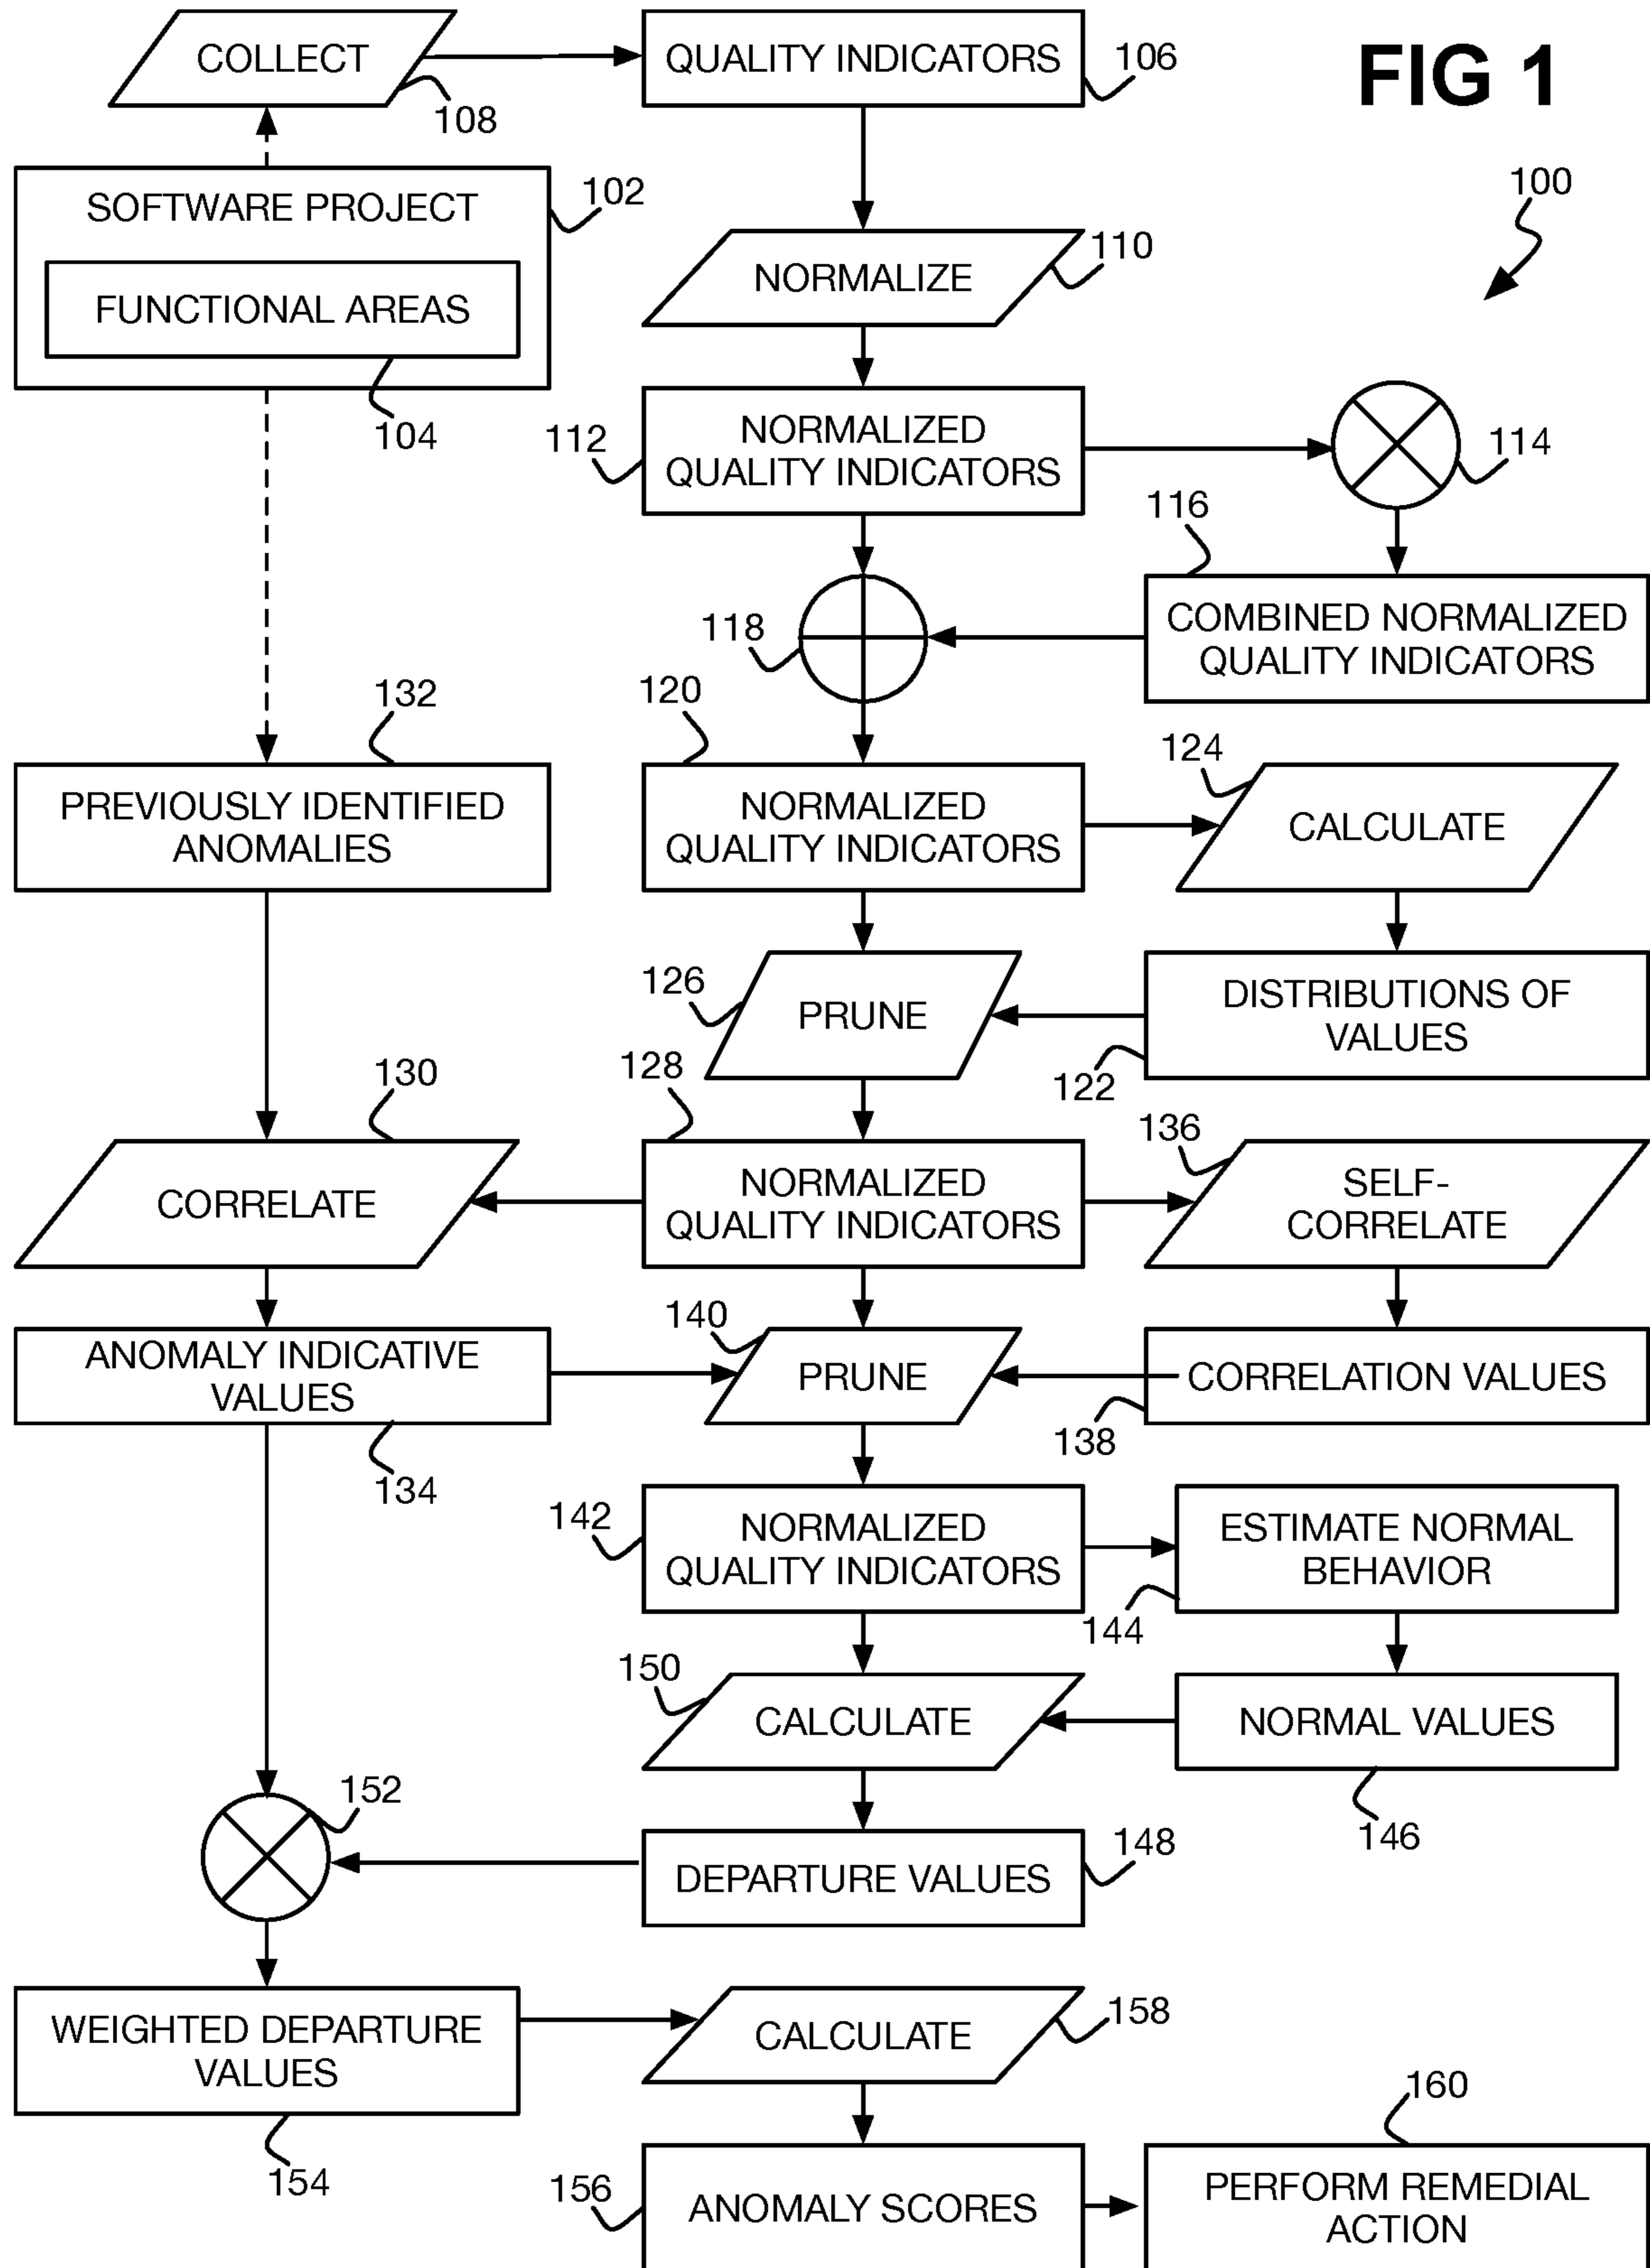 COLLECT
108
QUALITY INDICATORS
106
FIG 1
100
SOFTWARE PROJECT
102
FUNCTIONAL AREAS
104
NORMALIZE
110
112
NORMALIZED
QUALITY INDICATORS
114
116
COMBINED NORMALIZED
QUALITY INDICATORS
118
132
PREVIOUSLY IDENTIFIED
ANOMALIES
120
NORMALIZED
QUALITY INDICATORS
124
CALCULATE
126
PRUNE
DISTRIBUTIONS OF
VALUES
122
130
CORRELATE
128
NORMALIZED
QUALITY INDICATORS
136
SELF-
CORRELATE
ANOMALY INDICATIVE
VALUES
134
140
PRUNE
CORRELATION VALUES
138
142
NORMALIZED
QUALITY INDICATORS
ESTIMATE NORMAL
BEHAVIOR
144
150
CALCULATE
NORMAL VALUES
146
152
DEPARTURE VALUES
148
WEIGHTED DEPARTURE
VALUES
154
CALCULATE
158
156
ANOMALY SCORES
160
PERFORM REMEDIAL
ACTION